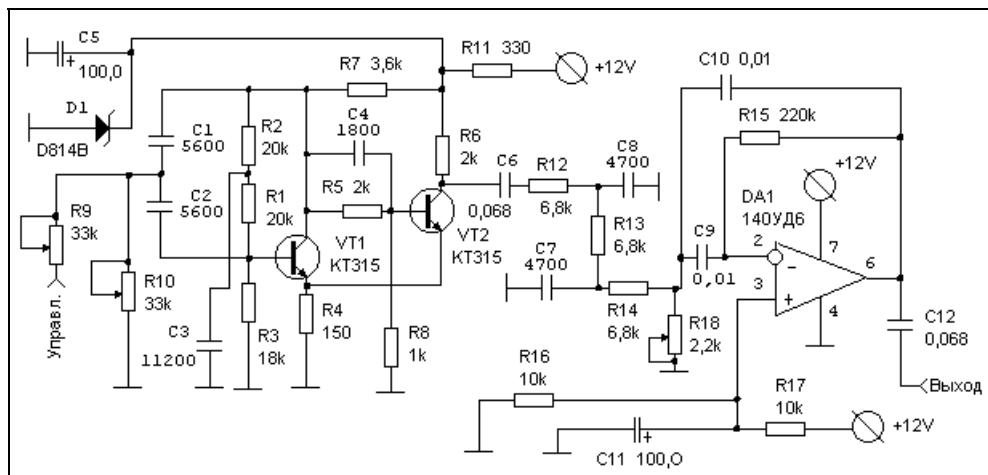 C5
100,0
D1
D814B
C1
5600
C2
5600
R9
33k
Управл.
R10
33k
C3
11200
R2
20k
R1
20k
R3
18k
R7 3,6k
C4
1800
R5 2k
VT1
KT315
R4
150
R8
1k
R11 330
+12V
R6
2k
VT2
KT315
C6
0,068
R12
6,8k
C8
4700
R13
6,8k
C7
4700
R14
6,8k
R18
2,2k
C10 0,01
R15 220k
+12V
DA1
140УД6
C9
0,01
2
3
7
6
4
-
+
C12
0,068
Выход
R16
10k
R17
10k
+12V
C11 100,0
+
+